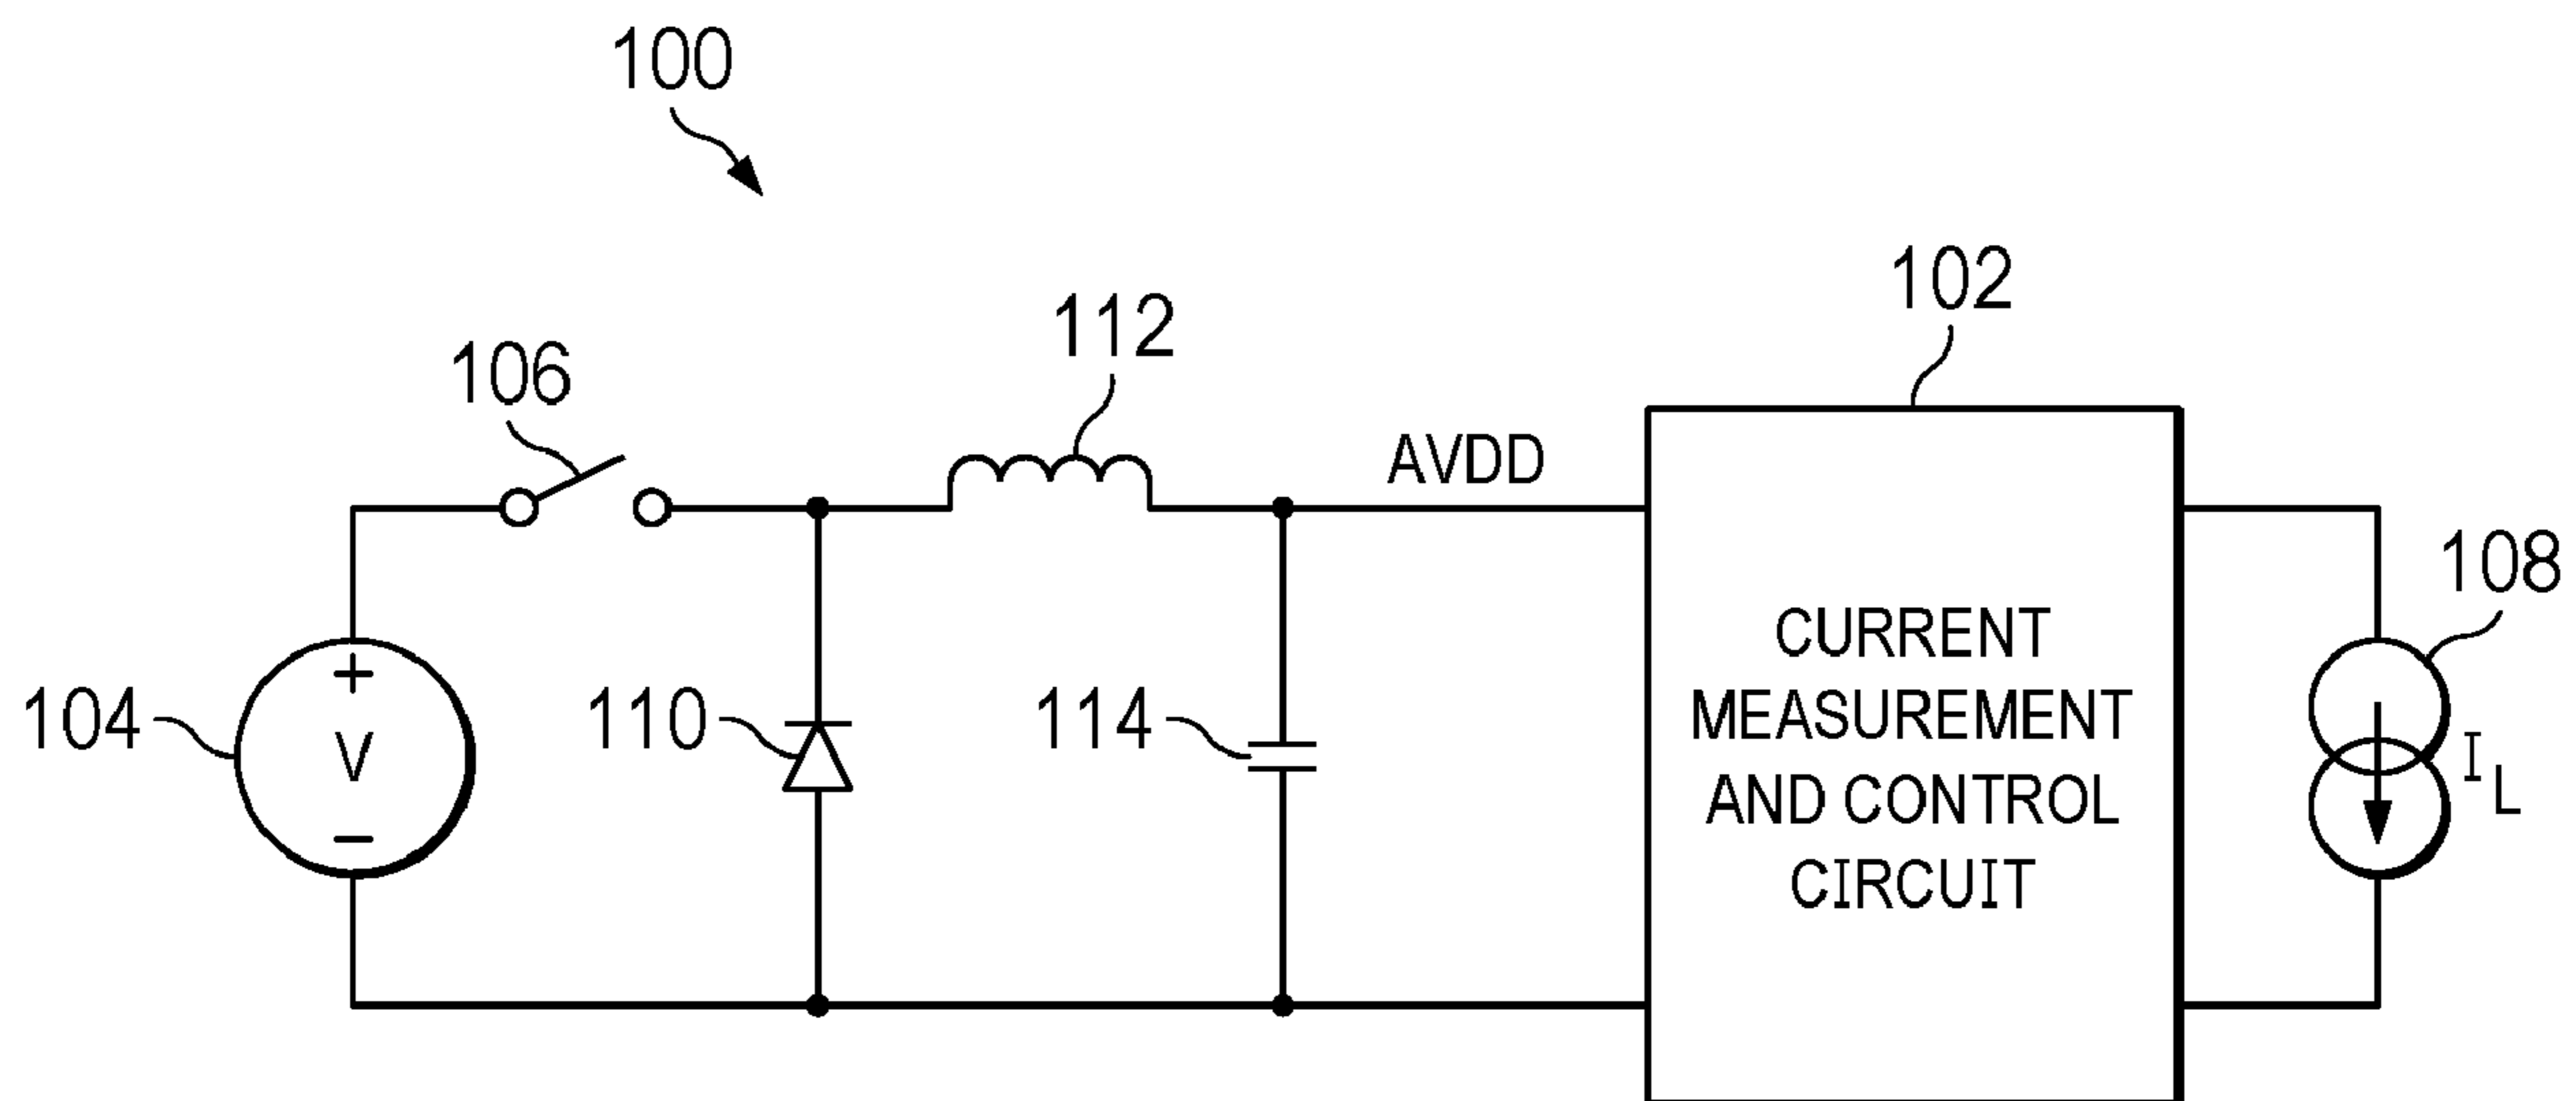 100
102
112
106
AVDD
108
CURRENT
MEASUREMENT
AND CONTROL
CIRCUIT
104
+
V
−
110
114
I L